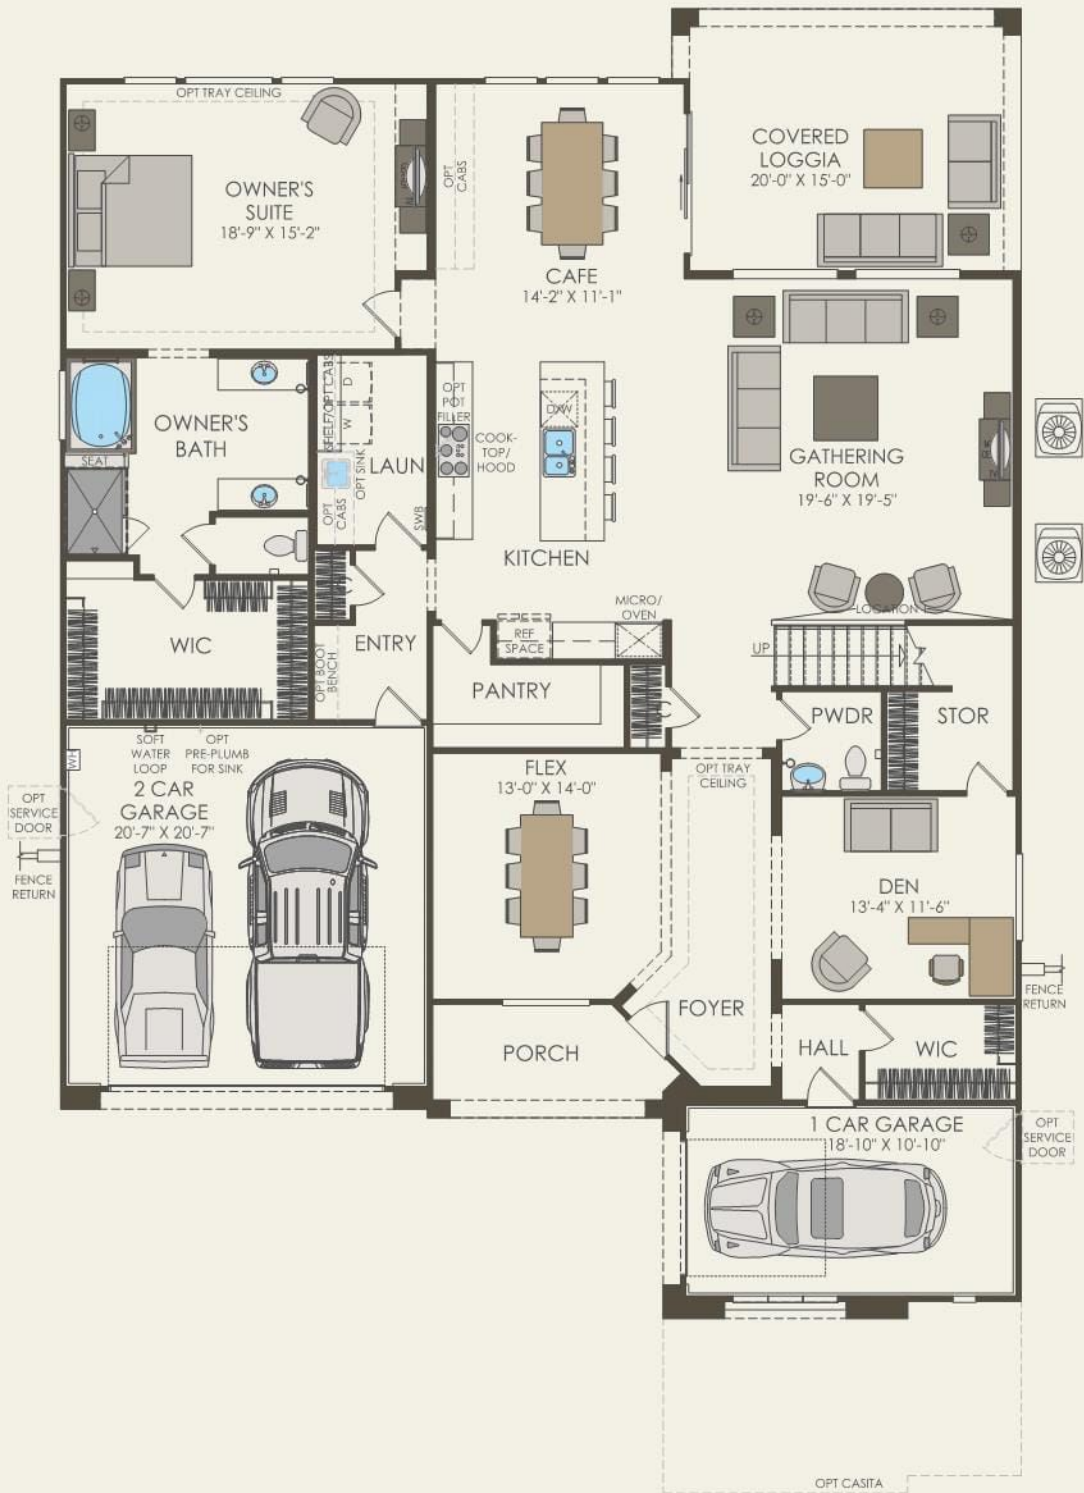 OPT TRAY CEILING
OWNER'S
SUITE
18'-9" X 15'-2"
OPT
CABS
CAFE
14'-2" X 11'-1"
COVERED
LOGGIA
20'-0" X 15'-0"
OWNER'S
BATH
SEAT
SHELF/OPT CABS
D
W
OPT SINK
LAUN
OPT
CABS
SWB
OPT
POT
FILLER
COOK-
TOP/
HOOD
DW
KITCHEN
GATHERING
ROOM
19'-6" X 19'-5"
LOCATION
MICRO/
OVEN
REF
SPACE
WIC
ENTRY
OPT BOOT
BENCH
PANTRY
UP
PWDR
STOR
SOFT
WATER
LOOP
OPT
PRE-PLUMB
FOR SINK
WH
2 CAR
GARAGE
20'-7" X 20'-7"
OPT
SERVICE
DOOR
FENCE
RETURN
FLEX
13'-0" X 14'-0"
OPT TRAY
CEILING
DEN
13'-4" X 11'-6"
FENCE
RETURN
FOYER
PORCH
HALL
WIC
1 CAR GARAGE
18'-10" X 10'-10"
OPT
SERVICE
DOOR
OPT CASITA